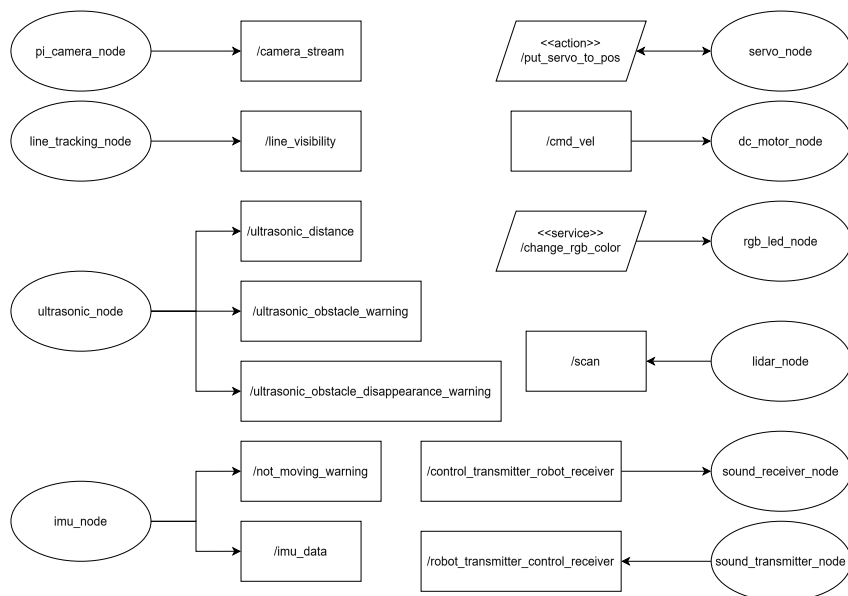 pi_camera_node
/camera_stream
<<action>>
/put_servo_to_pos
servo_node
line_tracking_node
/line_visibility
/cmd_vel
dc_motor_node
/ultrasonic_distance
<<service>>
/change_rgb_color
rgb_led_node
ultrasonic_node
/ultrasonic_obstacle_warning
/scan
lidar_node
/ultrasonic_obstacle_disappearance_warning
/not_moving_warning
/control_transmitter_robot_receiver
sound_receiver_node
imu_node
/imu_data
/robot_transmitter_control_receiver
sound_transmitter_node